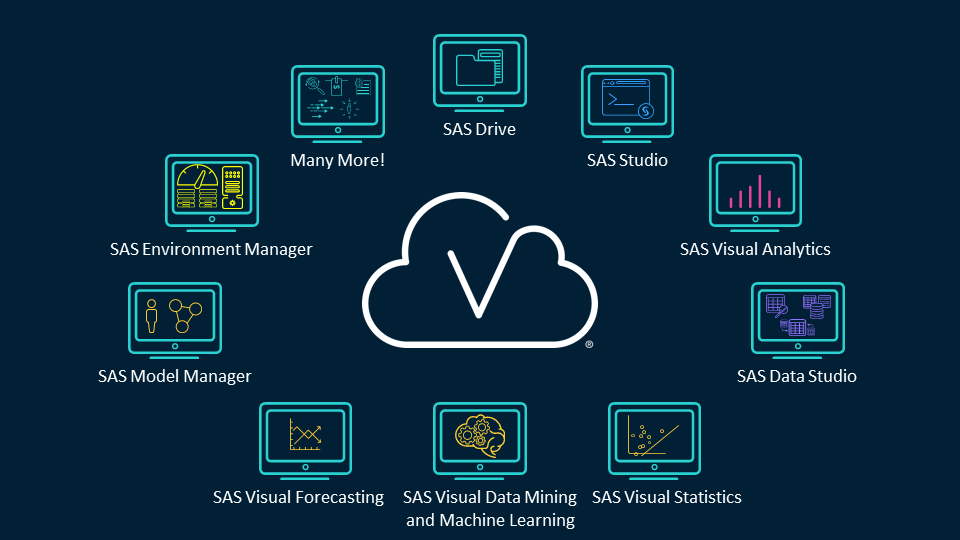 SAS Drive
Many More!
SAS Studio
SAS Environment Manager
SAS Visual Analytics
V
®
SAS Model Manager
SAS Data Studio
SAS Visual Forecasting
SAS Visual Data Mining
and Machine Learning
SAS Visual Statistics